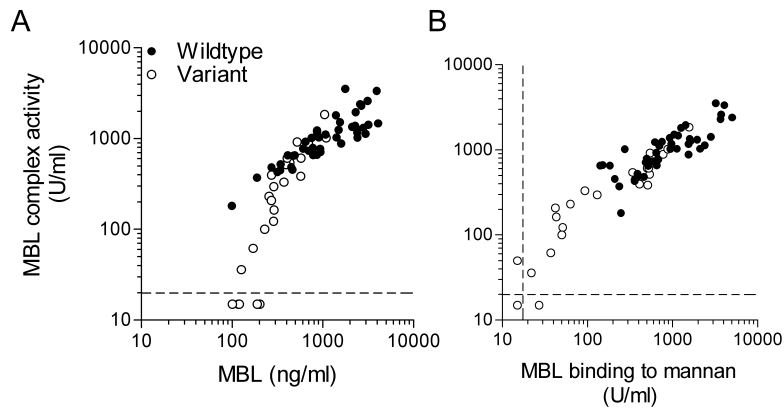 A
B
Wildtype
Variant
MBL complex activity
(U/ml)
10000
1000
100
10
10
100
1000
10000
MBL (ng/ml)
10000
1000
100
10
10
100
1000
10000
MBL binding to mannan
(U/ml)